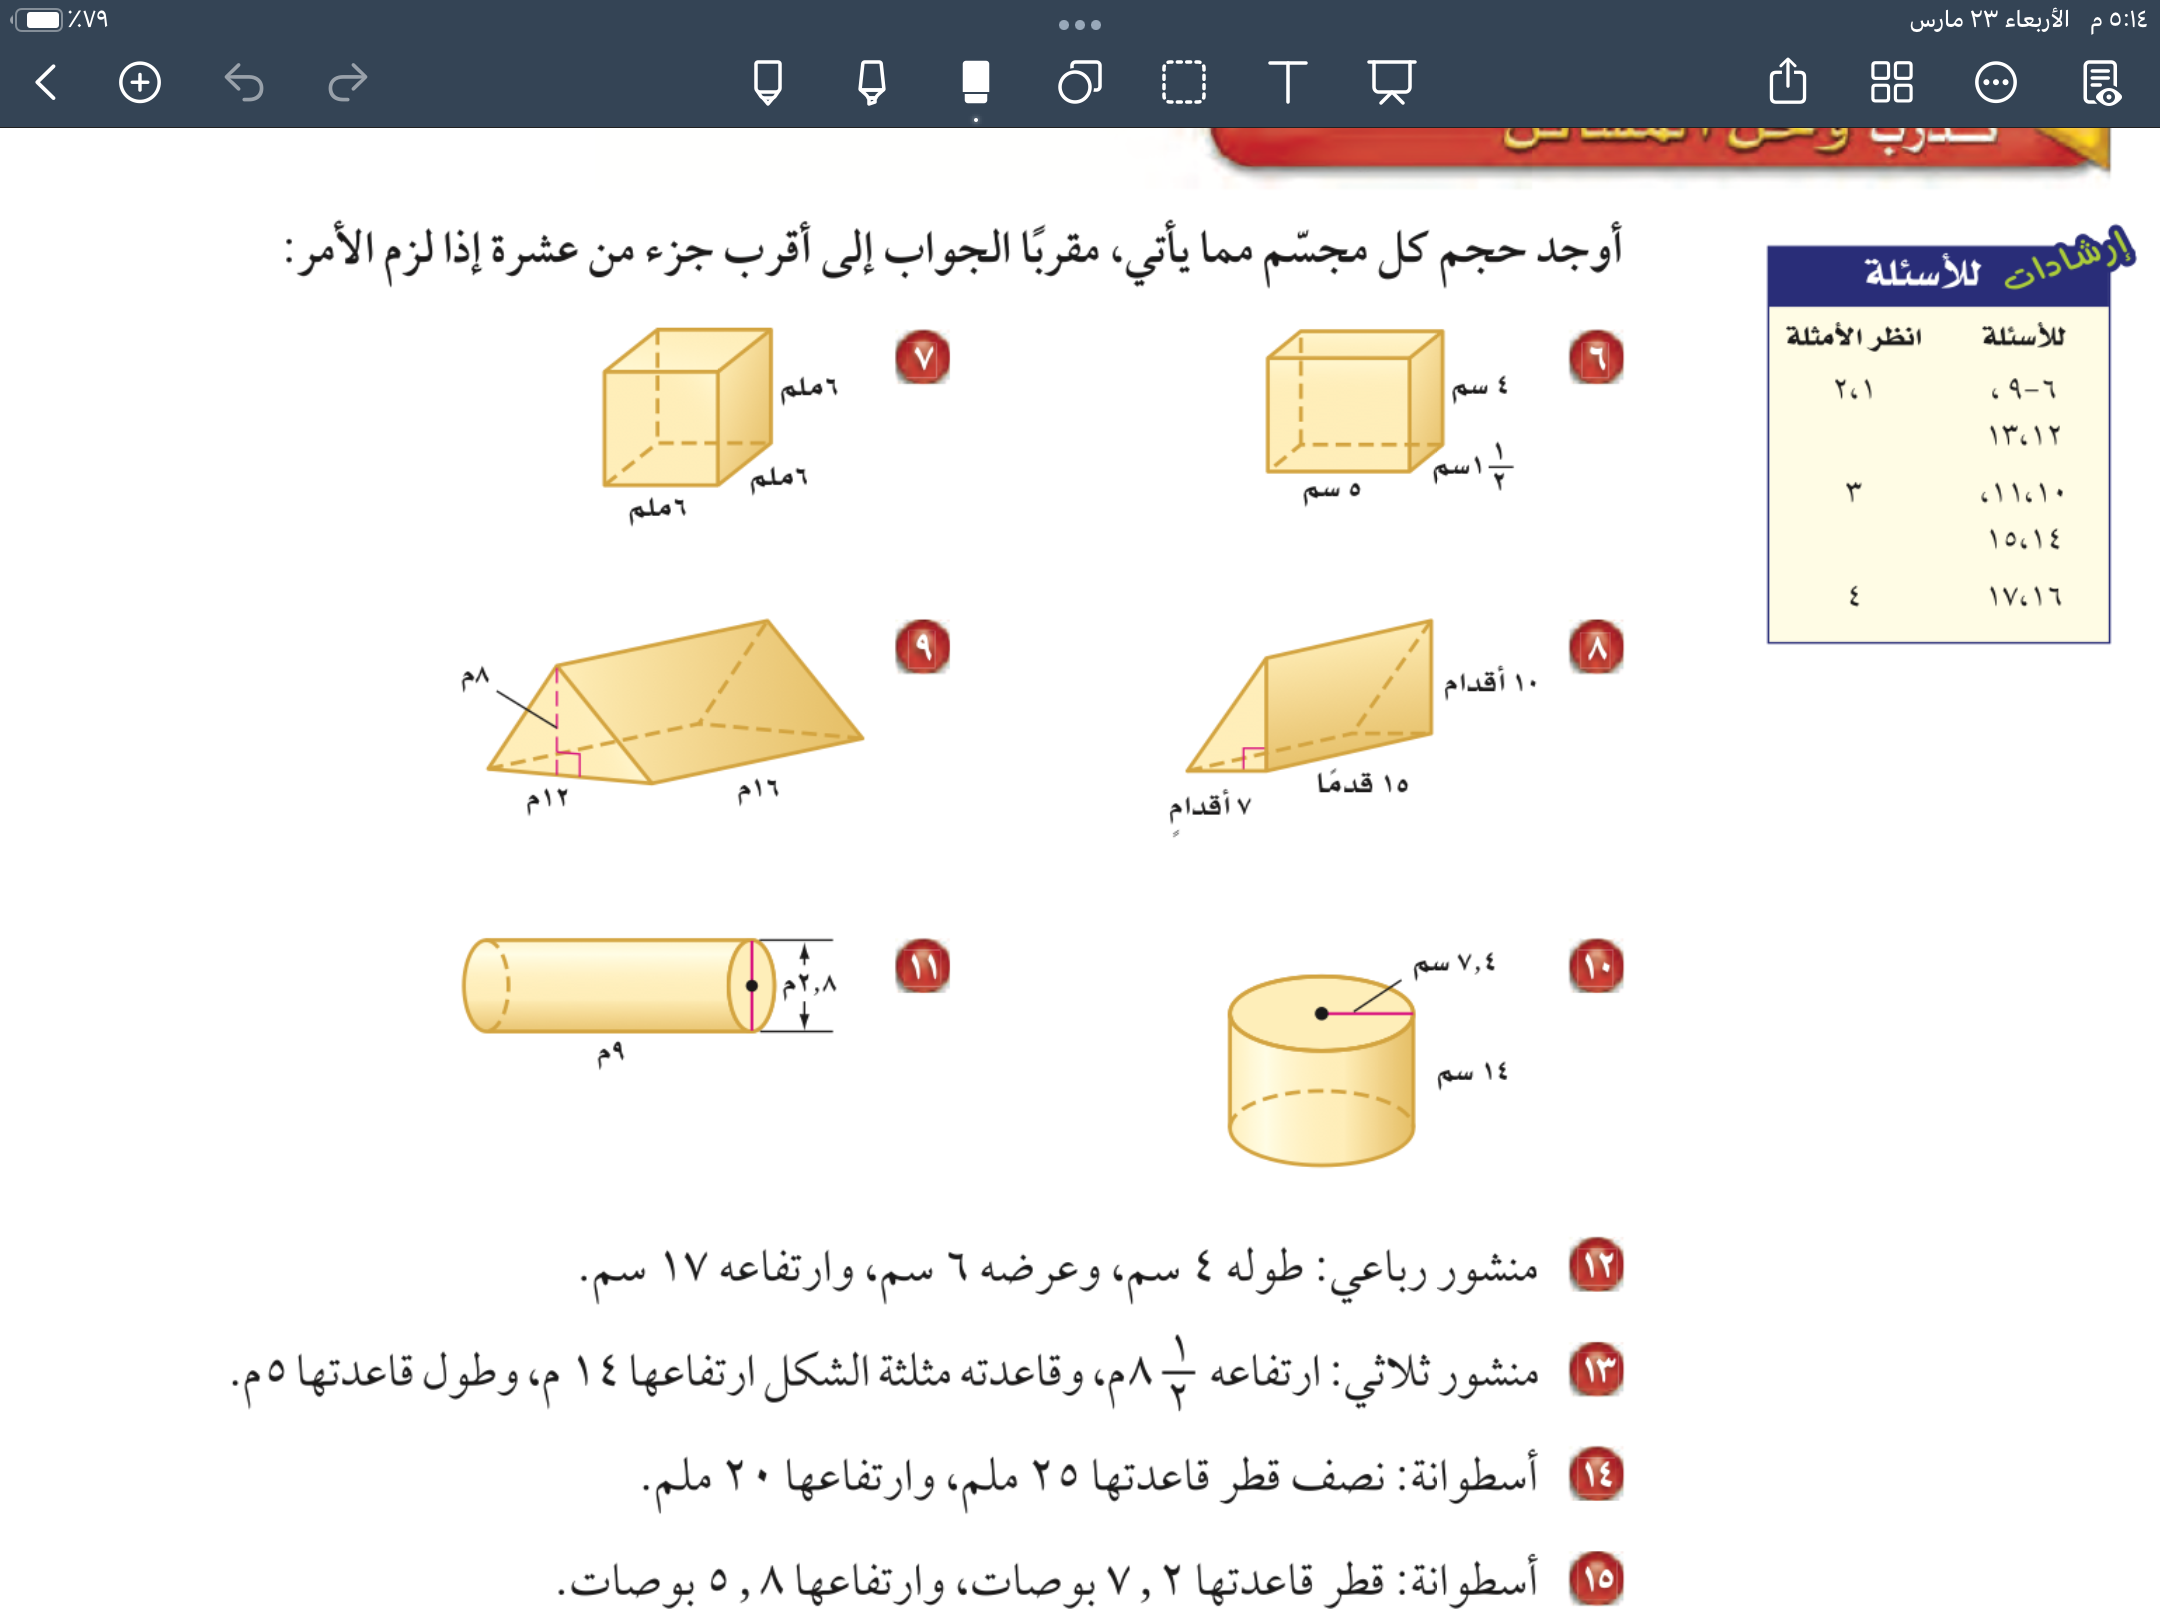 ٥:١٤ م الأربعاء ٢٣ مارس
٪٧٩
أوجد حجم كل مجسّم مما يأتي، مقربًا الجواب إلى أقرب جزء من عشرة إذا لزم الأمر:
إرشادات للأسئلة
للأسئلة انظر الأمثلة
٦-٩، ١،٢
١٢،١٣
١٠،١١، ٣
١٤،١٥
١٦،١٧ ٤
٦
٤ سم
١ ١/٢ سم
٥ سم
٧
٦ملم
٦ملم
٦ملم
٨
١٠ أقدام
١٥ قدمًا
٧ أقدامٍ
٩
٨م
١٦م
١٢م
١٠
٧,٤ سم
١٤ سم
١١
٢,٨م
٩م
١٢ منشور رباعي: طوله ٤ سم، وعرضه ٦ سم، وارتفاعه ١٧ سم.
١٣ منشور ثلاثي: ارتفاعه ٨ ١/٢ م، وقاعدته مثلثة الشكل ارتفاعها ١٤ م، وطول قاعدتها ٥م.
١٤ أسطوانة: نصف قطر قاعدتها ٢٥ ملم، وارتفاعها ٢٠ ملم.
١٥ أسطوانة: قطر قاعدتها ٧,٢ بوصات، وارتفاعها ٥,٨ بوصات.